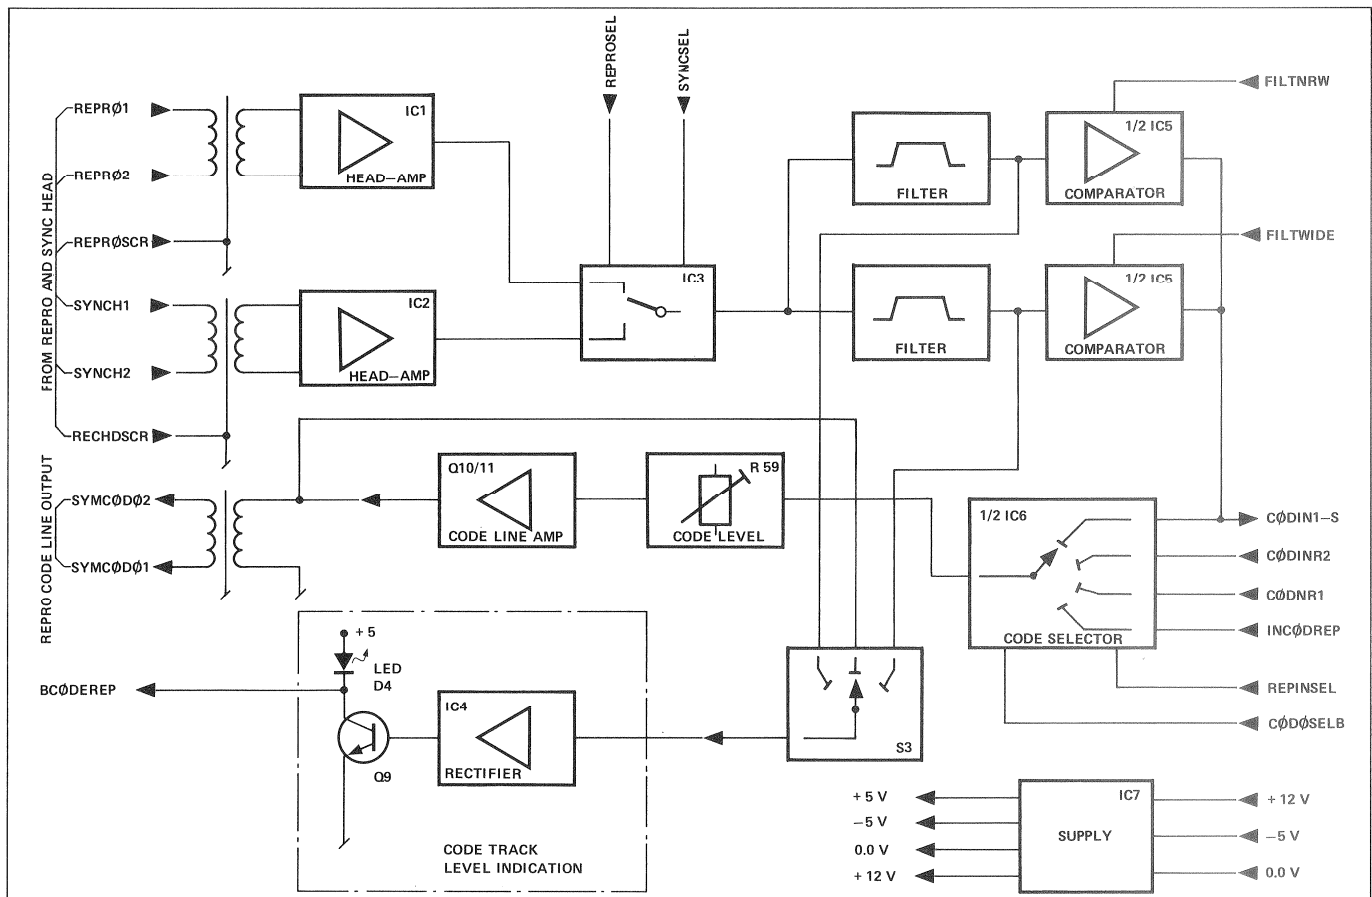 REPROSEL
SYNCSEL
FROM REPRO AND SYNC HEAD
REPRØ1
REPRØ2
REPRØSCR
SYNCH1
SYNCH2
RECHDSCR
IC1
HEAD–AMP
IC2
HEAD–AMP
IC3
FILTER
FILTER
1/2 IC5
COMPARATOR
1/2 IC5
COMPARATOR
FILTNRW
FILTWIDE
REPRO CODE LINE OUTPUT
SYMCØDØ2
SYMCØDØ1
Q10/11
CODE LINE AMP
R 59
CODE LEVEL
1/2 IC6
CODE SELECTOR
CØDIN1–S
CØDINR2
CØDNR1
INCØDREP
REPINSEL
CØDØSELB
BCØDEREP
+ 5
LED
D4
Q9
IC4
RECTIFIER
CODE TRACK
LEVEL INDICATION
S3
+ 5 V
–5 V
0.0 V
+ 12 V
IC7
SUPPLY
+ 12 V
–5 V
0.0 V